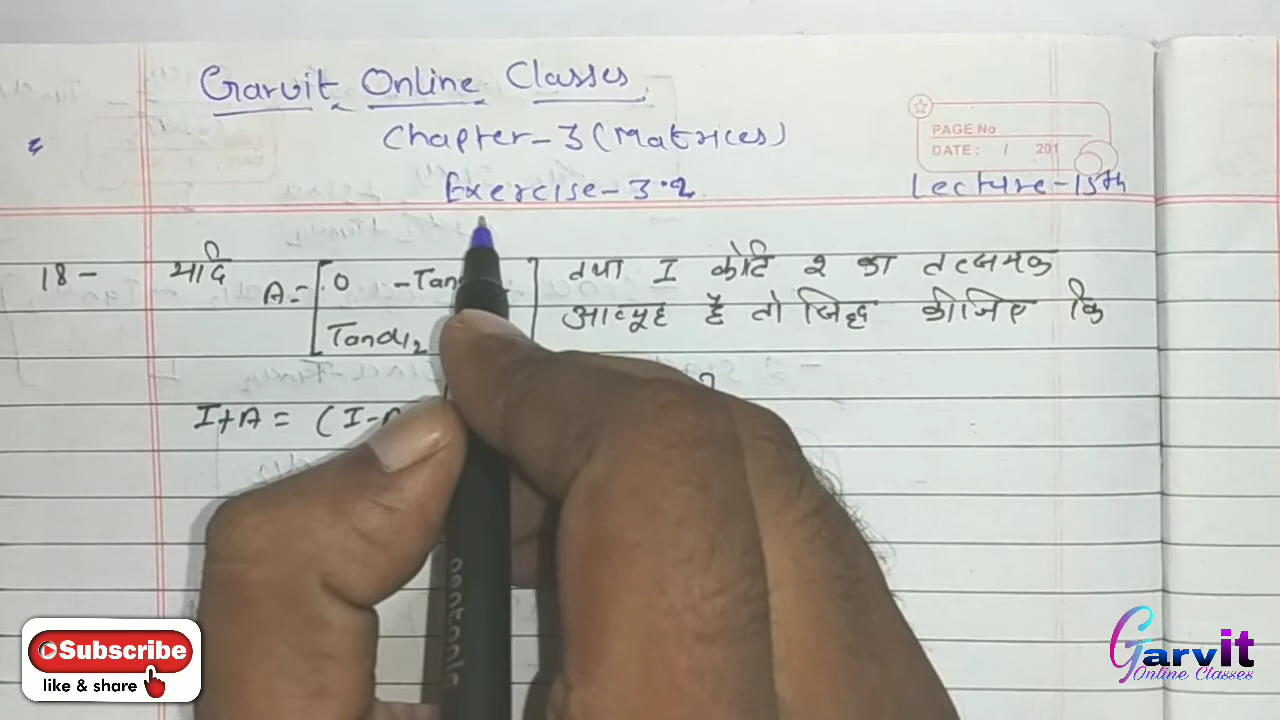 Garvit Online Classes
Chapter-3 (Matrices)
PAGE No
DATE : / 201
Exercise-3.2
Lecture-15th
18- यदि A= [0 -Tanα तथा I कोटि 2 का तत्समक
Tanα/2 आव्यूह है तो सिद्ध कीजिए कि
I+A = (I-A
Subscribe
like & share
Garvit
Online Classes